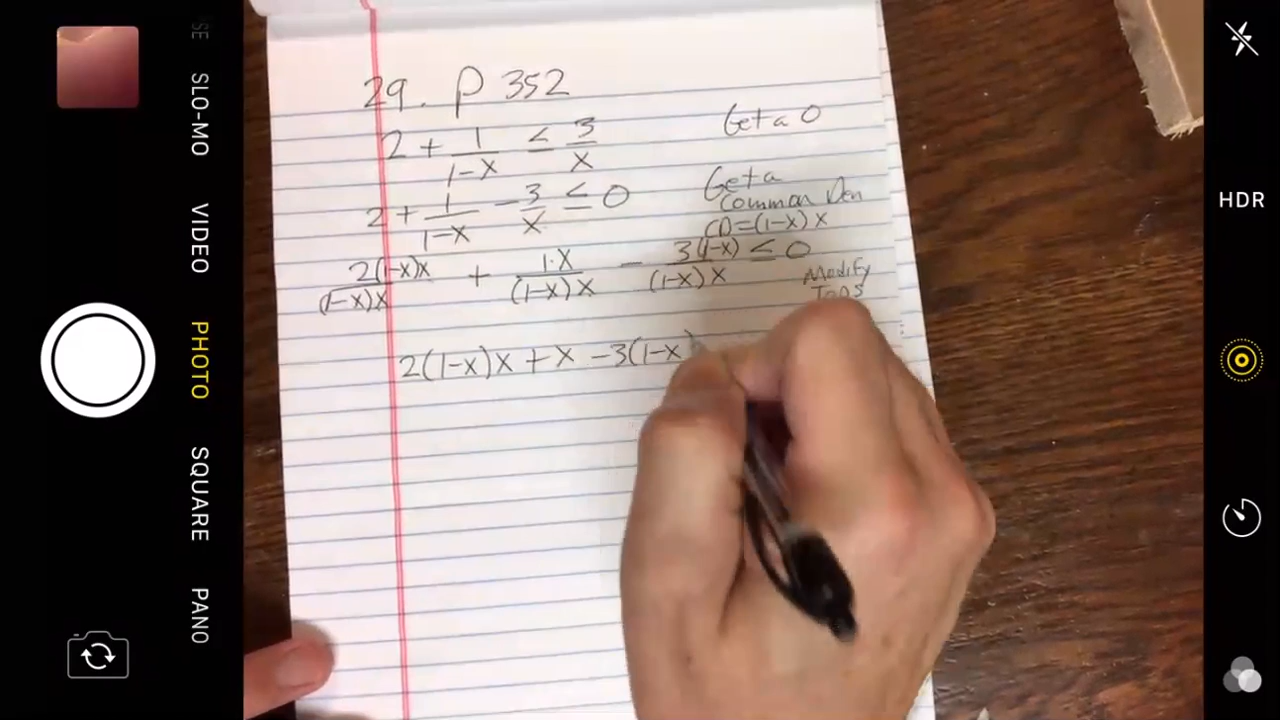 29. P 352
2 + 1/(1-x) ≤ 3/x
Get a 0
2 + 1/(1-x) - 3/x ≤ 0
Get a
Common Den
CD = (1-x) x
2(1-x)x/(1-x)x + 1·x/(1-x)x - 3(1-x)/(1-x)x ≤ 0
Modify
Tops
2(1-x)x + x -3(1-x)
SE
SLO-MO
VIDEO
PHOTO
SQUARE
PANO
HDR